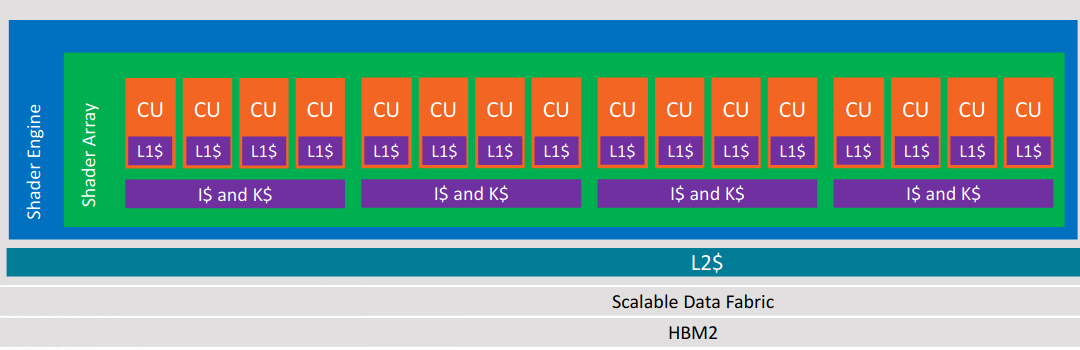 Shader Engine
Shader Array
CU CU CU CU CU CU CU CU CU CU CU CU CU CU CU CU
L1$ L1$ L1$ L1$ L1$ L1$ L1$ L1$ L1$ L1$ L1$ L1$ L1$ L1$ L1$ L1$
I$ and K$ I$ and K$ I$ and K$ I$ and K$
L2$
Scalable Data Fabric
HBM2